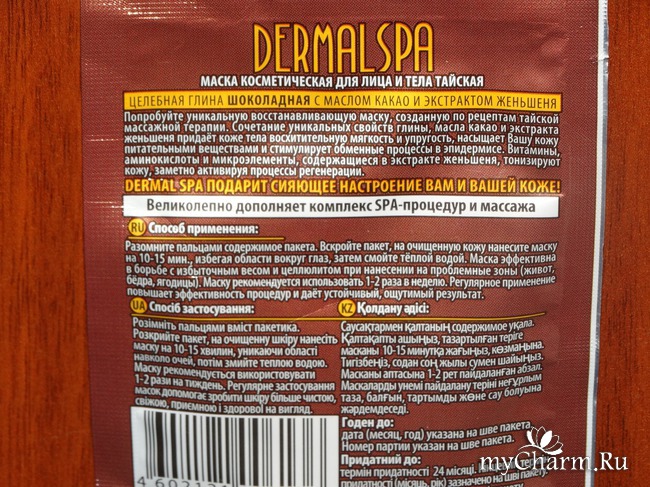 DERMALSPA
МАСКА КОСМЕТИЧЕСКАЯ ДЛЯ ЛИЦА И ТЕЛА ТАЙСКАЯ
ЦЕЛЕБНАЯ ГЛИНА ШОКОЛАДНАЯ С МАСЛОМ КАКАО И ЭКСТРАКТОМ ЖЕНЬШЕНЯ
Попробуйте уникальную восстанавливающую маску, созданную по рецептам тайской
массажной терапии. Сочетание уникальных свойств глины, масла какао и экстракта
женьшеня придаёт коже тела восхитительную мягкость и упругость, насыщает Вашу кожу
питательными веществами и стимулирует обменные процессы в эпидермисе. Витамины,
аминокислоты и микроэлементы, содержащиеся в экстракте женьшеня, тонизируют
кожу, заметно активируя процессы регенерации.
DERMAL SPA ПОДАРИТ СИЯЮЩЕЕ НАСТРОЕНИЕ ВАМ И ВАШЕЙ КОЖЕ!
Великолепно дополняет комплекс SPA-процедур и массажа
RU Способ применения:
Разомните пальцами содержимое пакета. Вскройте пакет, на очищенную кожу нанесите маску
на 10-15 мин., избегая области вокруг глаз, затем смойте тёплой водой. Маска эффективна
в борьбе с избыточным весом и целлюлитом при нанесении на проблемные зоны (живот,
бёдра, ягодицы). Маску рекомендуется использовать 1-2 раза в неделю. Регулярное применение
повышает эффективность процедур и даёт устойчивый, ощутимый результат.
UA Спосіб застосування:
Розімніть пальцями вміст пакетика.
Розкрийте пакет, на очищенну шкіру нанесіть
маску на 10-15 хвилин, уникаючи області
навколо очей, потім змийте теплою водою.
Маску рекомендується використовувати
1-2 рази на тиждень. Регулярне застосування
масок допомагає зробити шкіру більше чистою,
свіжою, приємною і здоровою на вигляд.
KZ Қолдану әдісі:
Саусақтармен қалтаның содержимое уқала.
Қалтақапты ашыңыз, тазартылған теріге
масканы 10-15 минутқа жағыңыз, көзмаңына.
Тигізбеңіз, содан соң жылы сумен шайыңыз.
Масканы аптасына 1-2 рет пайдаланған абзал.
Маскаларды үнемі пайдалану теріні неғұрлым
таза, балғын, тартымды және сау болуына
жәрдемдеседі.
Годен до:
дата (месяц, год) указана на шве пакета.
Номер партии указан на шве пакета.
Придатний до:
термін придатності 24 місяці.
дата (місяць, рік)
myCharm.Ru